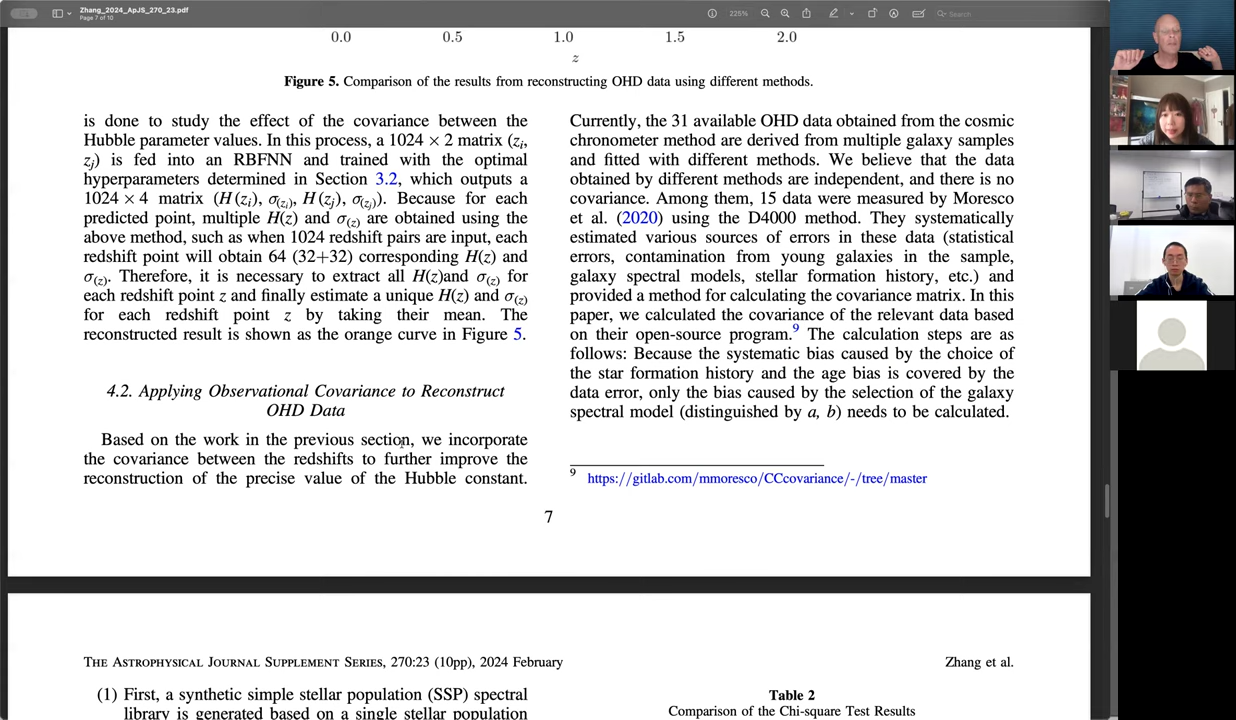 Zhang_2024_ApJS_270_23.pdf
Page 7 of 10
225%
Search
0.0 0.5 1.0 1.5 2.0
z
Figure 5. Comparison of the results from reconstructing OHD data using different methods.
is done to study the effect of the covariance between the
Hubble parameter values. In this process, a 1024 × 2 matrix (zᵢ,
zⱼ) is fed into an RBFNN and trained with the optimal
hyperparameters determined in Section 3.2, which outputs a
1024 × 4 matrix (H(zᵢ), σ(zᵢ), H(zⱼ), σ(zⱼ)). Because for each
predicted point, multiple H(z) and σ(z) are obtained using the
above method, such as when 1024 redshift pairs are input, each
redshift point will obtain 64 (32+32) corresponding H(z) and
σ(z). Therefore, it is necessary to extract all H(z)and σ(z) for
each redshift point z and finally estimate a unique H(z) and σ(z)
for each redshift point z by taking their mean. The
reconstructed result is shown as the orange curve in Figure 5.
4.2. Applying Observational Covariance to Reconstruct
OHD Data
Based on the work in the previous section, we incorporate
the covariance between the redshifts to further improve the
reconstruction of the precise value of the Hubble constant.
Currently, the 31 available OHD data obtained from the cosmic
chronometer method are derived from multiple galaxy samples
and fitted with different methods. We believe that the data
obtained by different methods are independent, and there is no
covariance. Among them, 15 data were measured by Moresco
et al. (2020) using the D4000 method. They systematically
estimated various sources of errors in these data (statistical
errors, contamination from young galaxies in the sample,
galaxy spectral models, stellar formation history, etc.) and
provided a method for calculating the covariance matrix. In this
paper, we calculated the covariance of the relevant data based
on their open-source program.⁹ The calculation steps are as
follows: Because the systematic bias caused by the choice of
the star formation history and the age bias is covered by the
data error, only the bias caused by the selection of the galaxy
spectral model (distinguished by a, b) needs to be calculated.
⁹ https://gitlab.com/mmoresco/CCcovariance/-/tree/master
7
THE ASTROPHYSICAL JOURNAL SUPPLEMENT SERIES, 270:23 (10pp), 2024 February
Zhang et al.
(1) First, a synthetic simple stellar population (SSP) spectral
library is generated based on a single stellar population
Table 2
Comparison of the Chi-square Test Results